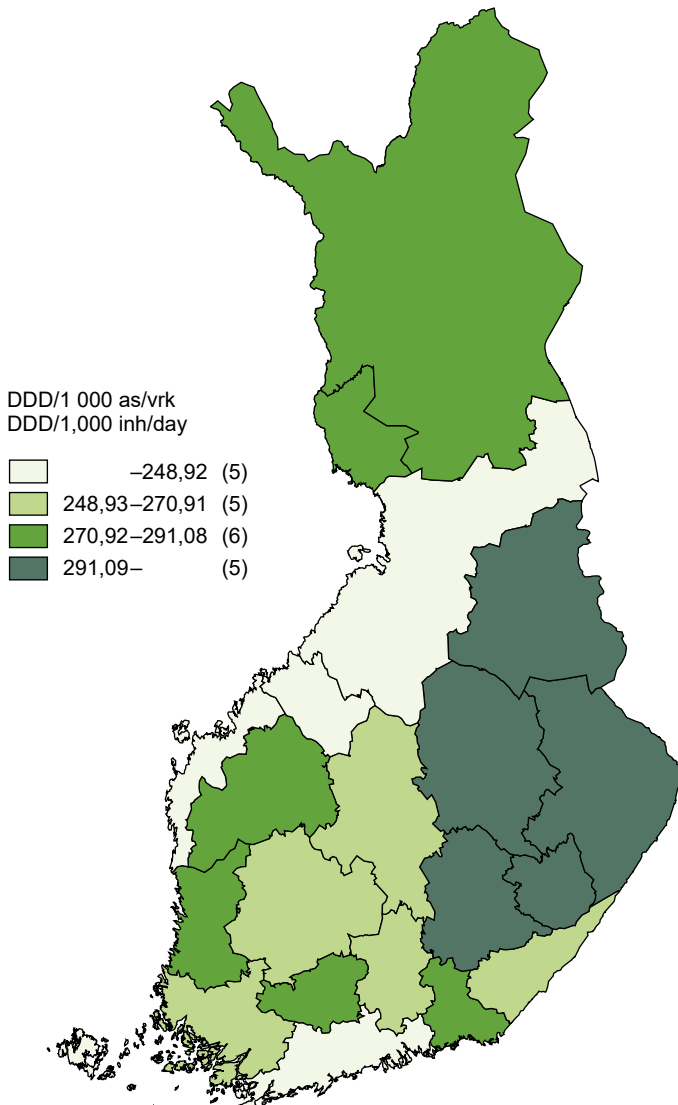 DDD/1 000 as/vrk
DDD/1,000 inh/day
–248,92 (5)
248,93–270,91 (5)
270,92–291,08 (6)
291,09– (5)